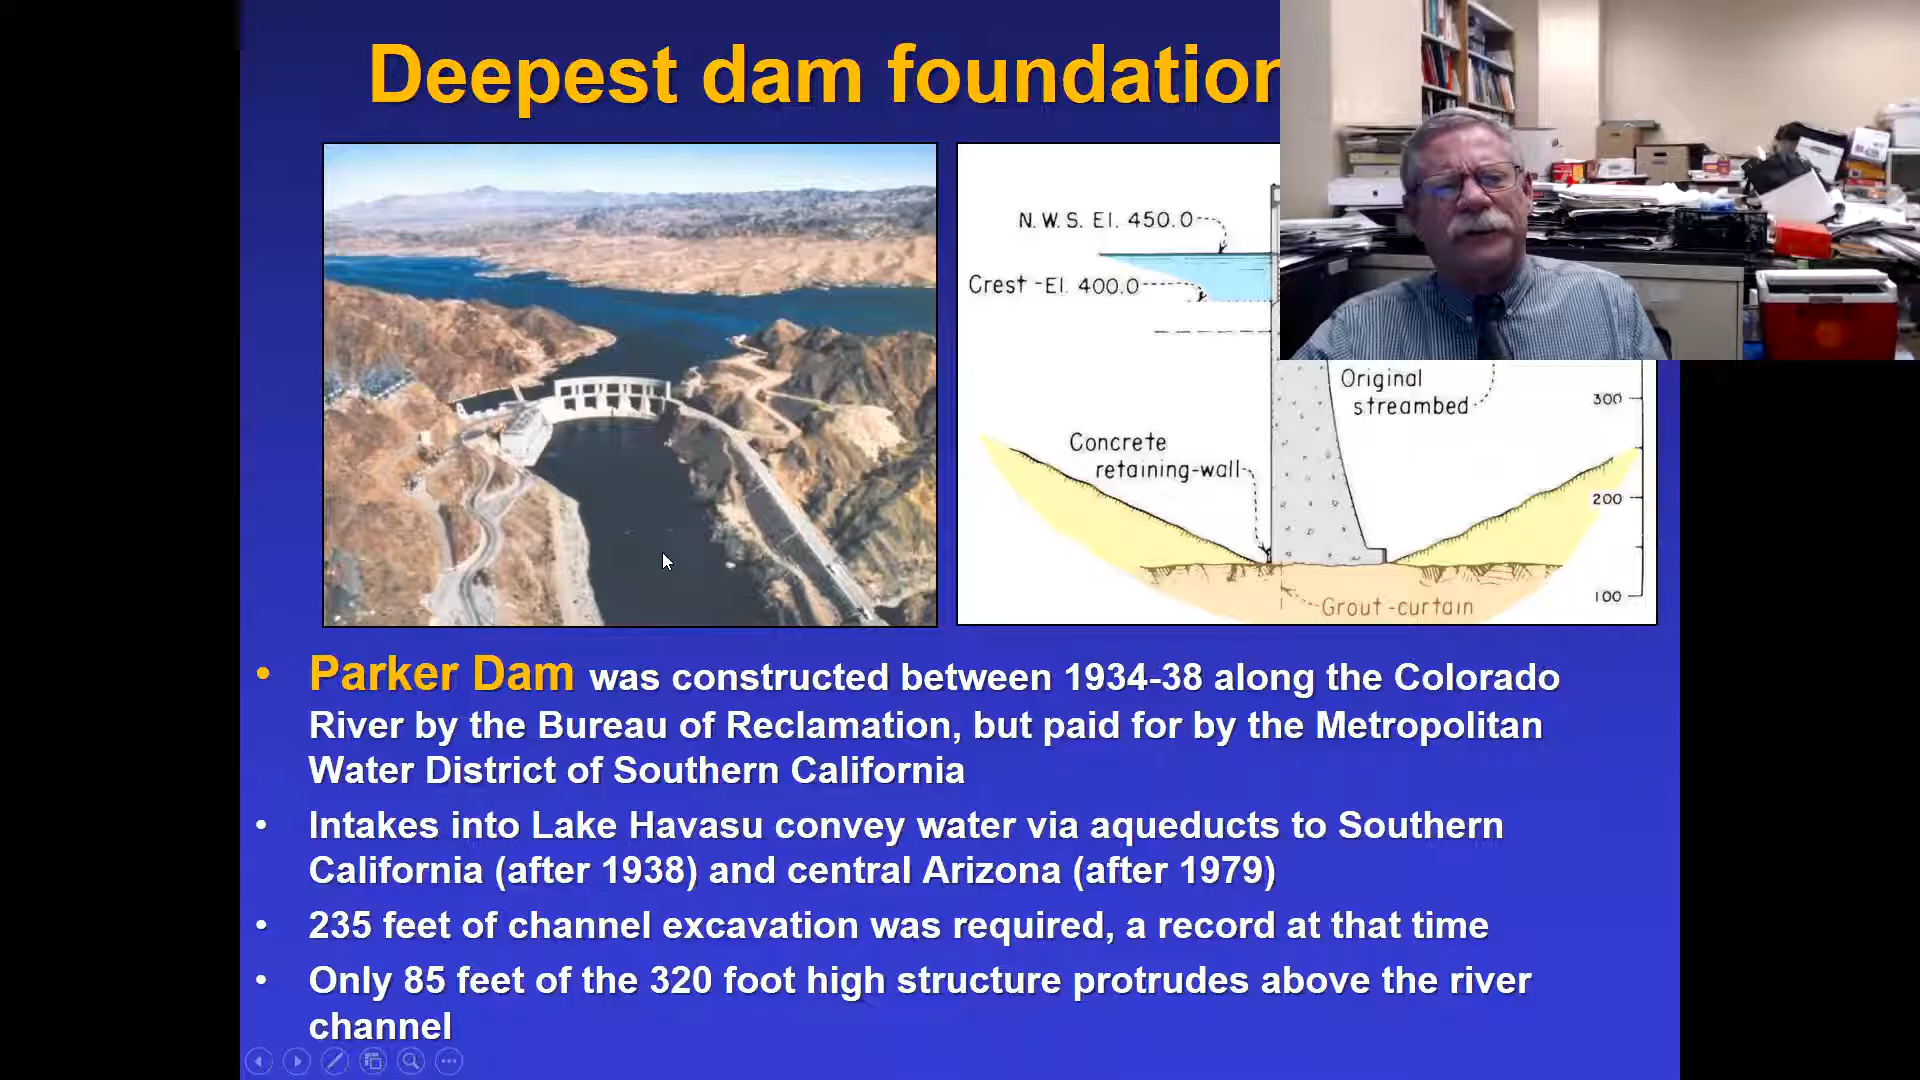 Deepest dam foundation
N.W.S. El. 450.0
Crest-El. 400.0
Original
streambed
300
Concrete
retaining-wall
200
100
Grout-curtain
• Parker Dam was constructed between 1934-38 along the Colorado
River by the Bureau of Reclamation, but paid for by the Metropolitan
Water District of Southern California
• Intakes into Lake Havasu convey water via aqueducts to Southern
California (after 1938) and central Arizona (after 1979)
• 235 feet of channel excavation was required, a record at that time
• Only 85 feet of the 320 foot high structure protrudes above the river
channel